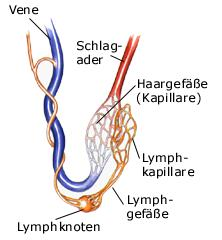 Vene
Schlag-
ader
Haargefäße
(Kapillare)
Lymph-
kapillare
Lymph-
gefäße
Lymphknoten